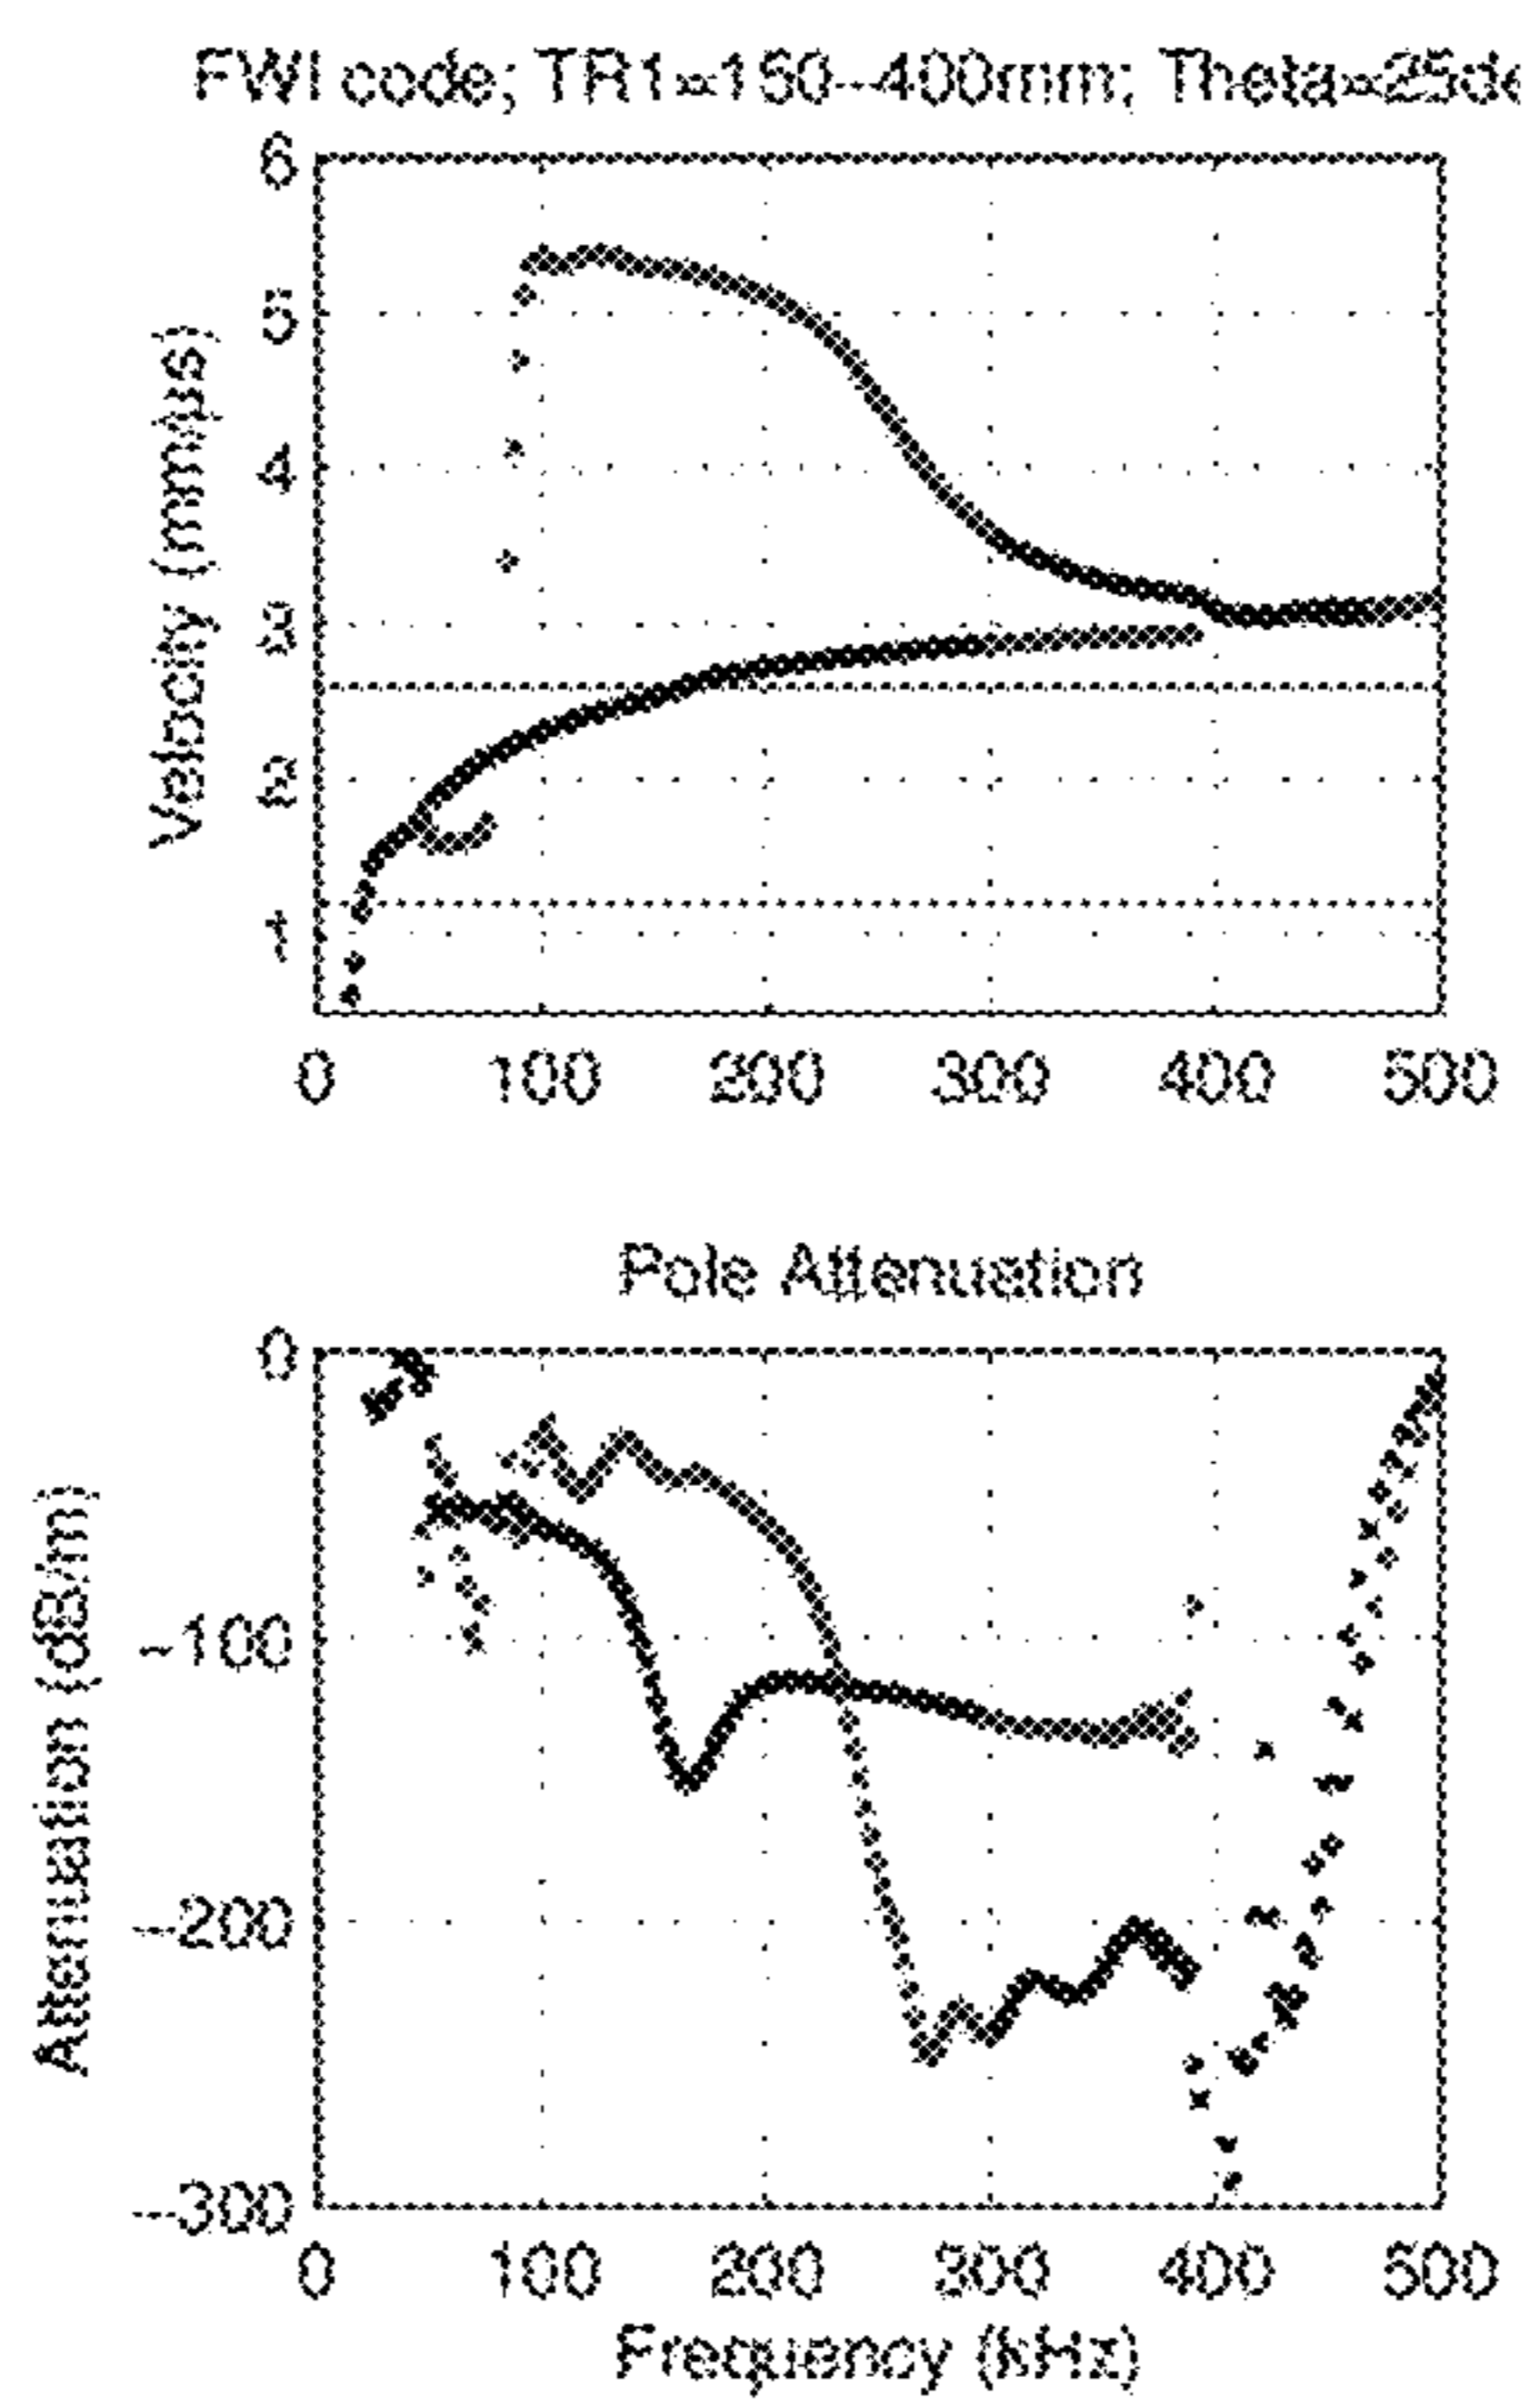 FWI code; TR1=150--400mm; Theta=25de
Velocity (mm/µs)
6
5
4
3
2
1
0 100 200 300 400 500
Pole Attenuation
Attenuation (dB/m)
0
-100
-200
-300
0 100 200 300 400 500
Frequency (kHz)